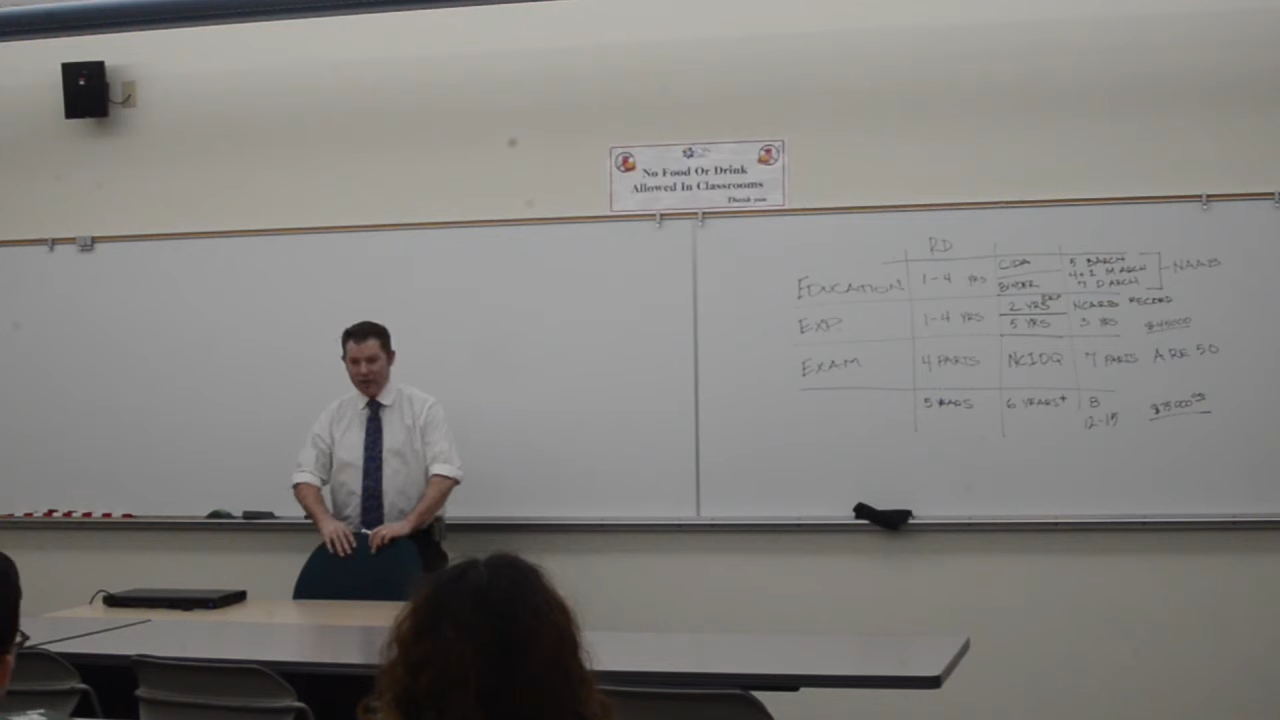 No Food Or Drink
Allowed In Classrooms
Thank you
RD
EDUCATION 1-4 YRS CIDA 5 BARCH
BINDER 4+2 MARCH NAAB
7 DARCH
EXP. 1-4 YRS 2 YRS NCARB RECORD
5 YRS 3 YRS
EXAM 4 PARTS NCIDQ 7 PARTS ARE 50
5 YEARS 6 YEARS+ 8
12-15